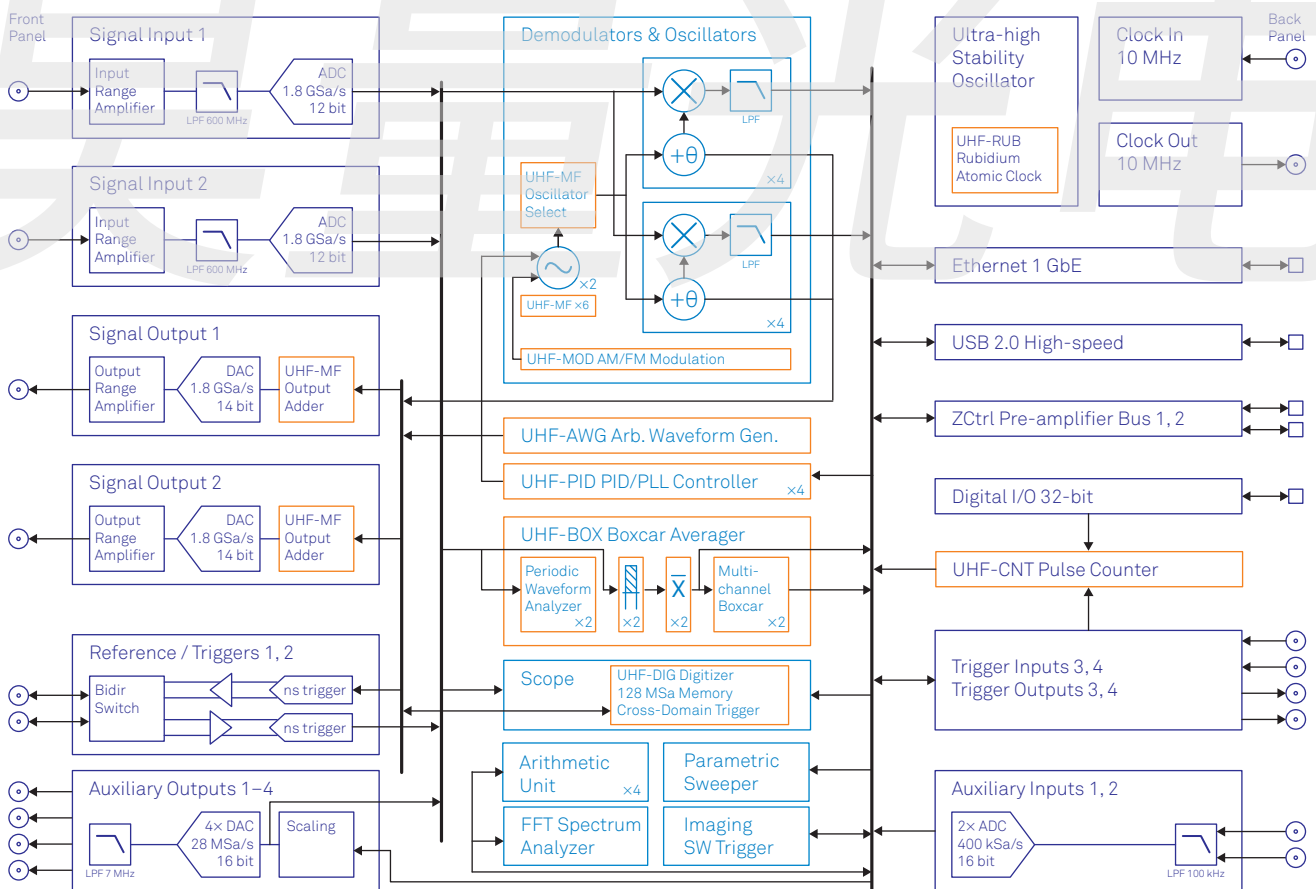 昊量光电
Front
Panel
Signal Input 1
Input
Range
Amplifier
LPF 600 MHz
ADC
1.8 GSa/s
12 bit
Signal Input 2
Input
Range
Amplifier
LPF 600 MHz
ADC
1.8 GSa/s
12 bit
Signal Output 1
Output
Range
Amplifier
DAC
1.8 GSa/s
14 bit
UHF-MF
Output
Adder
Signal Output 2
Output
Range
Amplifier
DAC
1.8 GSa/s
14 bit
UHF-MF
Output
Adder
Reference / Triggers 1, 2
Bidir
Switch
ns trigger
ns trigger
Auxiliary Outputs 1–4
LPF 7 MHz
4× DAC
28 MSa/s
16 bit
Scaling
Demodulators & Oscillators
LPF
+θ
×4
UHF-MF
Oscillator
Select
×2
UHF-MF ×6
LPF
+θ
×4
UHF-MOD AM/FM Modulation
UHF-AWG Arb. Waveform Gen.
UHF-PID PID/PLL Controller
×4
UHF-BOX Boxcar Averager
Periodic
Waveform
Analyzer
×2
×2
X̅
×2
Multi-
channel
Boxcar
×2
Scope
UHF-DIG Digitizer
128 MSa Memory
Cross-Domain Trigger
Arithmetic
Unit
×4
Parametric
Sweeper
FFT Spectrum
Analyzer
Imaging
SW Trigger
Ultra-high
Stability
Oscillator
UHF-RUB
Rubidium
Atomic Clock
Clock In
10 MHz
Back
Panel
Clock Out
10 MHz
Ethernet 1 GbE
USB 2.0 High-speed
ZCtrl Pre-amplifier Bus 1, 2
Digital I/O 32-bit
UHF-CNT Pulse Counter
Trigger Inputs 3, 4
Trigger Outputs 3, 4
Auxiliary Inputs 1, 2
2× ADC
400 kSa/s
16 bit
LPF 100 kHz